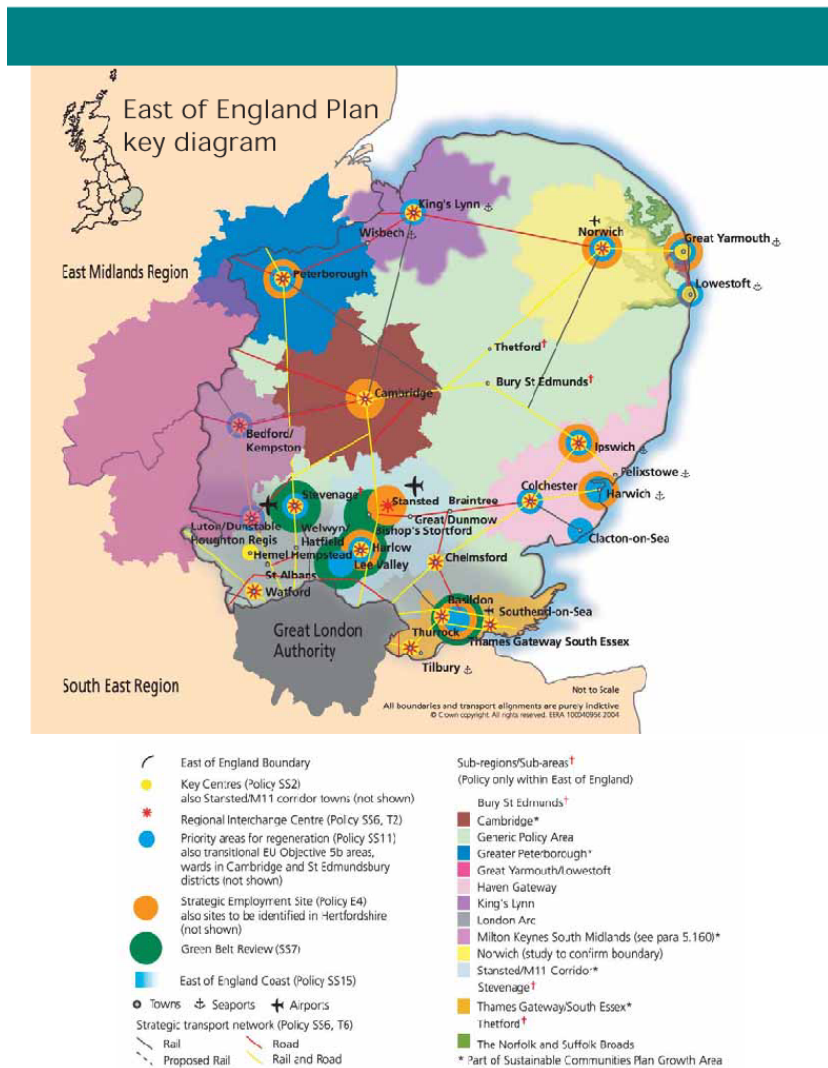 East of England Plan
key diagram
King's Lynn
Wisbech
Norwich
Great Yarmouth
East Midlands Region
Peterborough
Lowestoft
Thetford†
Bury St Edmunds†
Cambridge
Bedford/
Kempston
Ipswich
Felixstowe
Colchester
Harwich
Stevenage†
Stansted
Braintree
Great Dunmow
Bishop's Stortford
Clacton-on-Sea
Luton/Dunstable
Houghton Regis
Welwyn/
Hatfield
Hemel Hempstead
Harlow
Lee Valley
St Albans
Chelmsford
Watford
Basildon
Southend-on-Sea
Great London
Authority
Thurrock
Thames Gateway South Essex
Tilbury
South East Region
Not to Scale
All boundaries and transport alignments are purely indictive
© Crown copyright. All rights reserved. EERA 100040956 2004
East of England Boundary
Key Centres (Policy SS2)
also Stansted/M11 corridor towns (not shown)
Regional Interchange Centre (Policy SS6, T2)
Priority areas for regeneration (Policy SS11)
also transitional EU Objective 5b areas,
wards in Cambridge and St Edmundsbury
districts (not shown)
Strategic Employment Site (Policy E4)
also sites to be identified in Hertfordshire
(not shown)
Green Belt Review (SS7)
East of England Coast (Policy SS15)
Towns Seaports Airports
Strategic transport network (Policy SS6, T6)
Rail Road
Proposed Rail Rail and Road
Sub-regions/Sub-areas†
(Policy only within East of England)
Bury St Edmunds†
Cambridge*
Generic Policy Area
Greater Peterborough*
Great Yarmouth/Lowestoft
Haven Gateway
King's Lynn
London Arc
Milton Keynes South Midlands (see para 5.160)*
Norwich (study to confirm boundary)
Stansted/M11 Corridor*
Stevenage†
Thames Gateway/South Essex*
Thetford†
The Norfolk and Suffolk Broads
* Part of Sustainable Communities Plan Growth Area